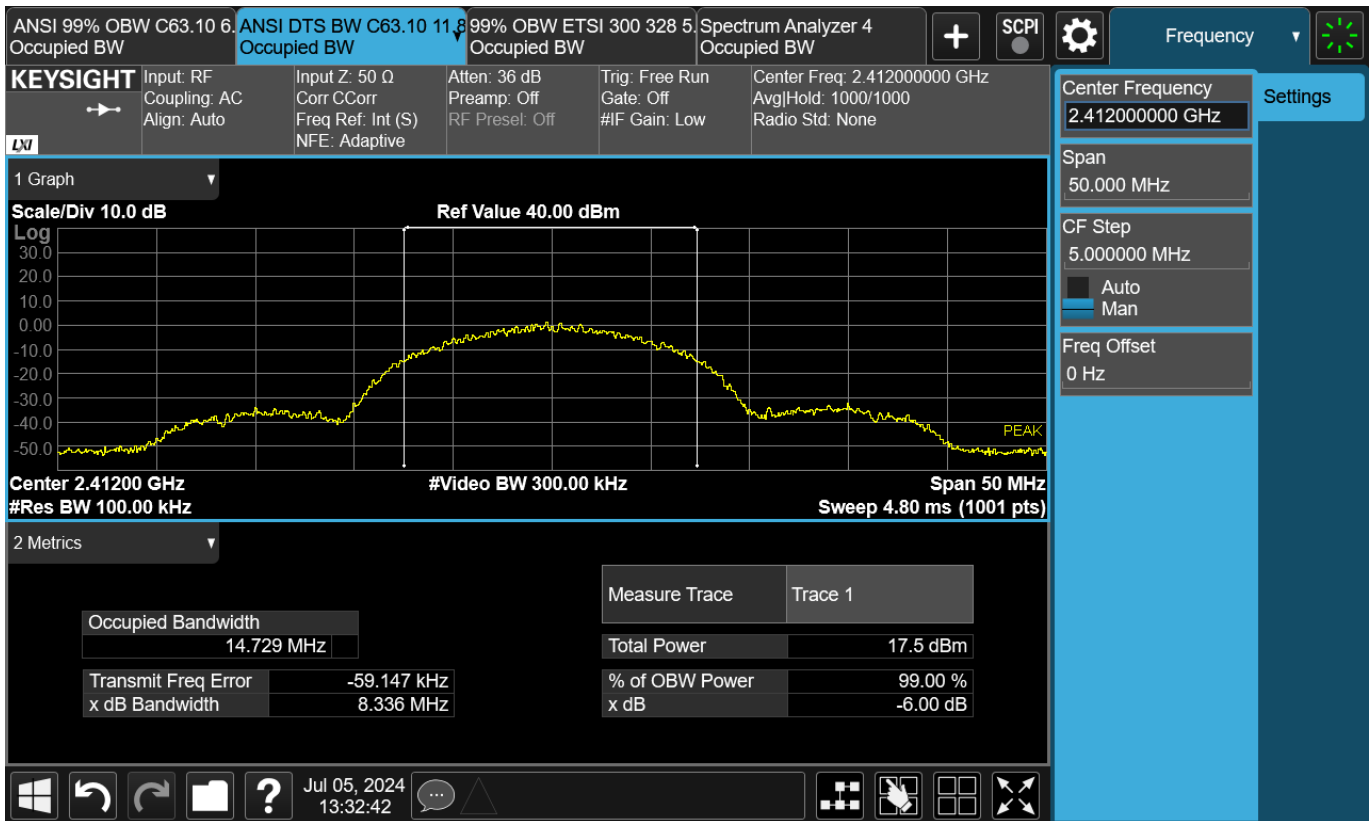 ANSI 99% OBW C63.10 6.
Occupied BW
ANSI DTS BW C63.10 11.8
Occupied BW
99% OBW ETSI 300 328 5.
Occupied BW
Spectrum Analyzer 4
Occupied BW
SCPI
Frequency
KEYSIGHT
LXI
Input: RF
Coupling: AC
Align: Auto
Input Z: 50 Ω
Corr CCorr
Freq Ref: Int (S)
NFE: Adaptive
Atten: 36 dB
Preamp: Off
RF Presel: Off
Trig: Free Run
Gate: Off
#IF Gain: Low
Center Freq: 2.412000000 GHz
Avg|Hold: 1000/1000
Radio Std: None
Center Frequency
2.412000000 GHz
Settings
Span
50.000 MHz
CF Step
5.000000 MHz
Auto
Man
Freq Offset
0 Hz
1 Graph
Scale/Div 10.0 dB
Ref Value 40.00 dBm
Log
30.0
20.0
10.0
0.00
-10.0
-20.0
-30.0
-40.0
-50.0
PEAK
Center 2.41200 GHz
#Video BW 300.00 kHz
Span 50 MHz
#Res BW 100.00 kHz
Sweep 4.80 ms (1001 pts)
2 Metrics
Measure Trace
Trace 1
Occupied Bandwidth
14.729 MHz
Total Power
17.5 dBm
Transmit Freq Error
-59.147 kHz
% of OBW Power
99.00 %
x dB Bandwidth
8.336 MHz
x dB
-6.00 dB
?
Jul 05, 2024
13:32:42